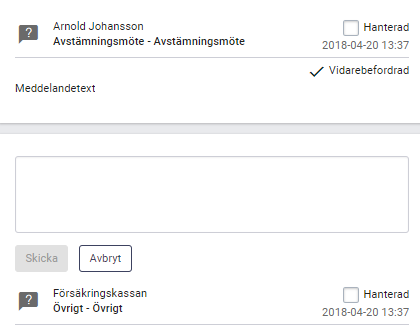 Arnold Johansson
Hanterad
Avstämningsmöte - Avstämningsmöte
2018-04-20 13:37
Vidarebefordrad
Meddelandetext
Skicka
Avbryt
Försäkringskassan
Hanterad
Övrigt - Övrigt
2018-04-20 13:37